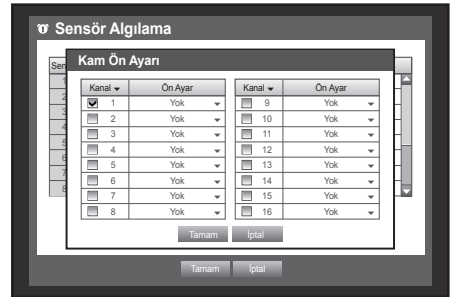 Sensör Algılama
Sen
Kam Ön Ayarı
Kanal Ön Ayar Kanal Ön Ayar
1 Yok 9 Yok
2 Yok 10 Yok
3 Yok 11 Yok
4 Yok 12 Yok
5 Yok 13 Yok
6 Yok 14 Yok
7 Yok 15 Yok
8 Yok 16 Yok
Tamam İptal
Tamam İptal